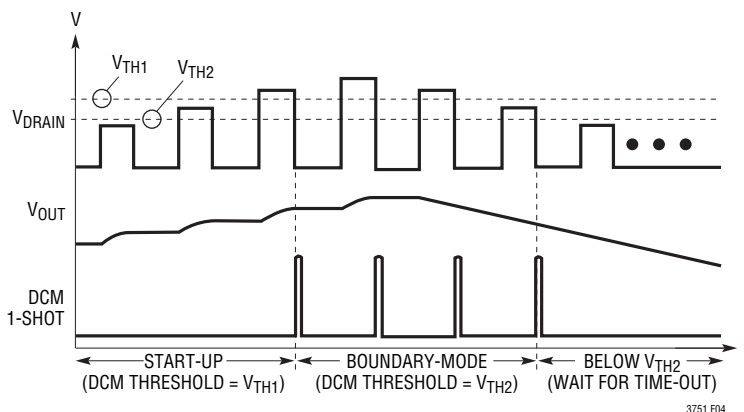 V
V_TH1
V_TH2
V_DRAIN
V_OUT
DCM
1-SHOT
START-UP
(DCM THRESHOLD = V_TH1)
BOUNDARY-MODE
(DCM THRESHOLD = V_TH2)
BELOW V_TH2
(WAIT FOR TIME-OUT)
3751 F04